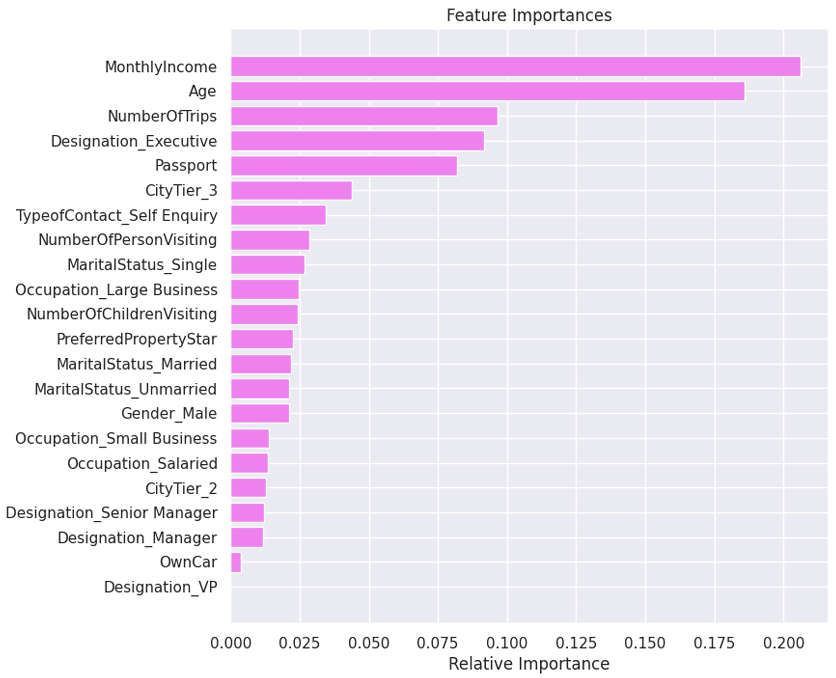 Feature Importances
MonthlyIncome
Age
NumberOfTrips
Designation_Executive
Passport
CityTier_3
TypeofContact_Self Enquiry
NumberOfPersonVisiting
MaritalStatus_Single
Occupation_Large Business
NumberOfChildrenVisiting
PreferredPropertyStar
MaritalStatus_Married
MaritalStatus_Unmarried
Gender_Male
Occupation_Small Business
Occupation_Salaried
CityTier_2
Designation_Senior Manager
Designation_Manager
OwnCar
Designation_VP
0.000 0.025 0.050 0.075 0.100 0.125 0.150 0.175 0.200
Relative Importance